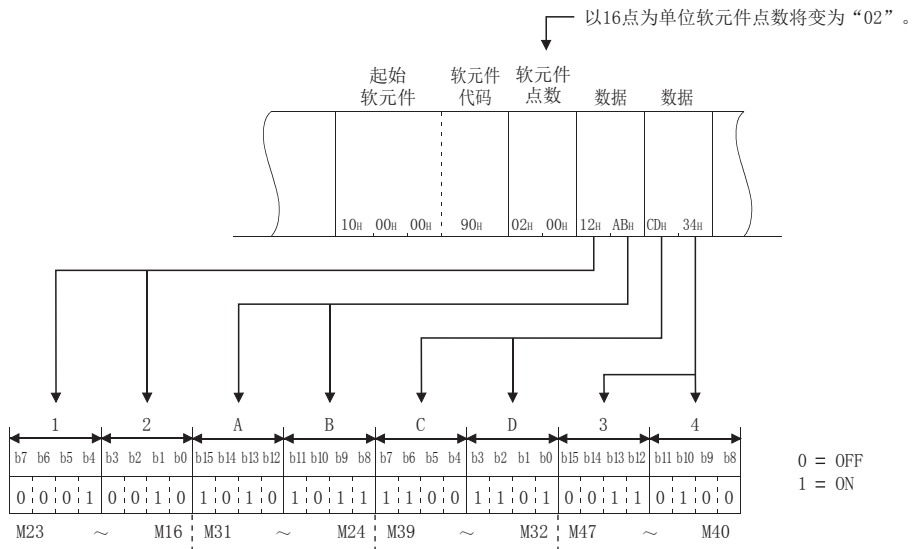 以16点为单位软元件点数将变为“02”。
起始
软元件
软元件
代码
软元件
点数
数据
数据
10H 00H 00H 90H 02H 00H 12H ABH CDH 34H
1 2 A B C D 3 4
b7 b6 b5 b4 b3 b2 b1 b0 b15 b14 b13 b12 b11 b10 b9 b8 b7 b6 b5 b4 b3 b2 b1 b0 b15 b14 b13 b12 b11 b10 b9 b8
0 0 0 1 0 0 1 0 1 0 1 0 1 0 1 1 1 1 0 0 1 1 0 1 0 0 1 1 0 1 0 0
M23 ～ M16 M31 ～ M24 M39 ～ M32 M47 ～ M40
0 = OFF
1 = ON